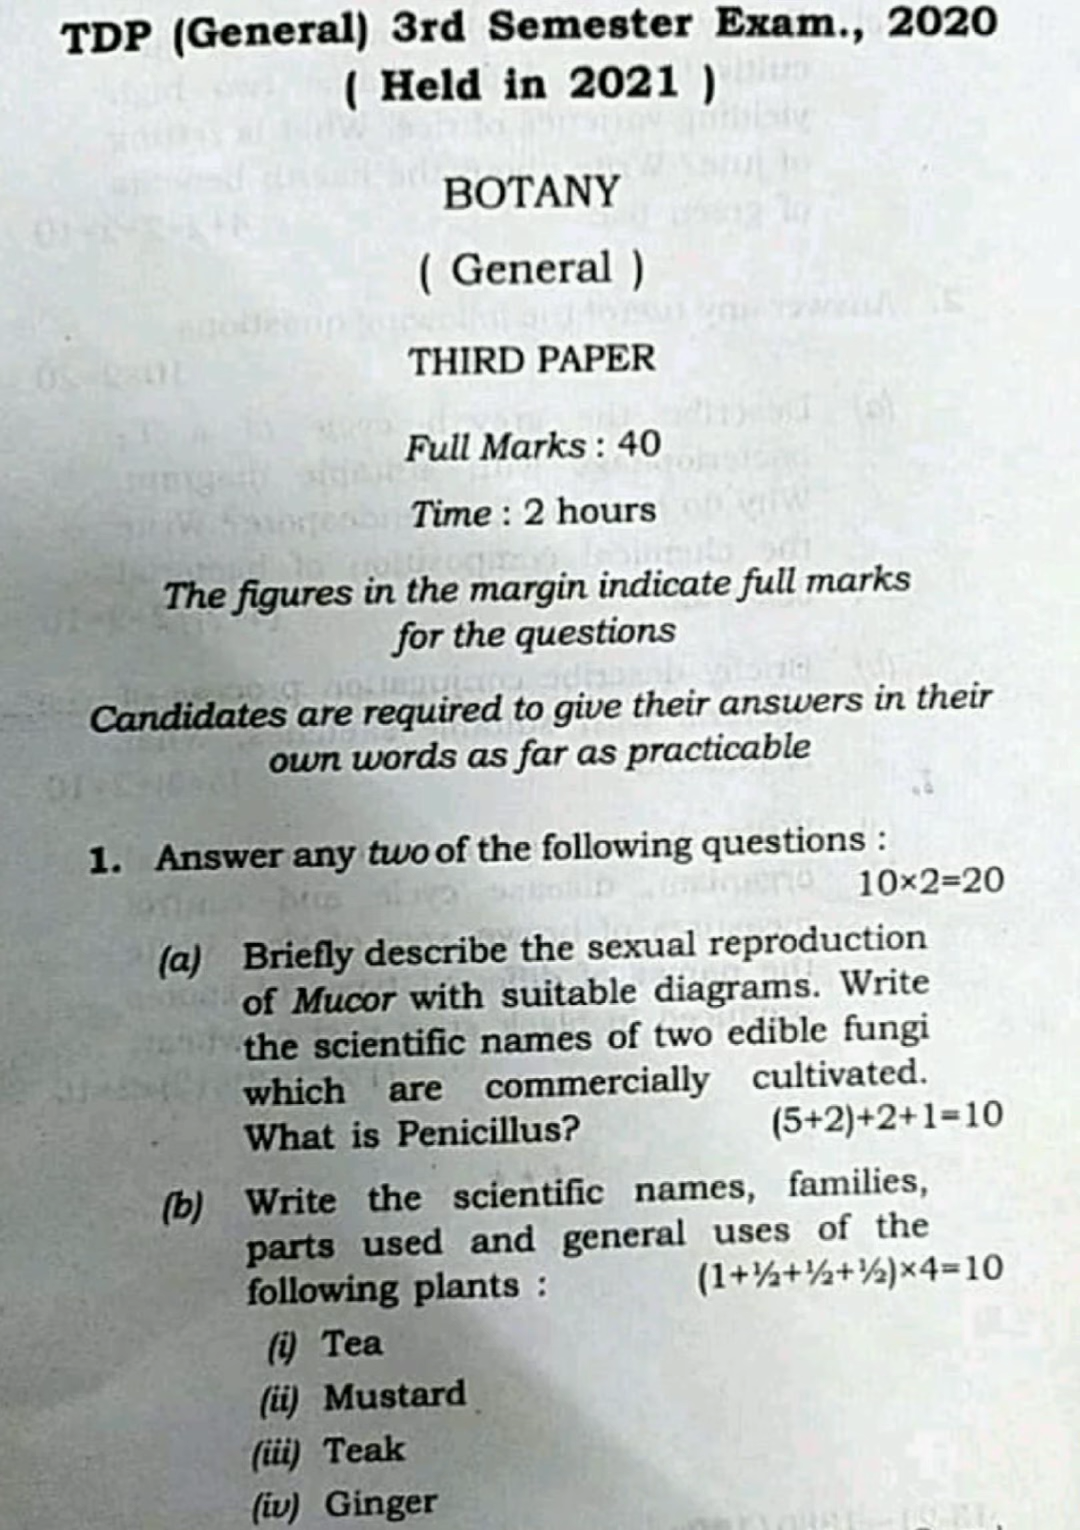 TDP (General) 3rd Semester Exam., 2020
( Held in 2021 )
BOTANY
( General )
THIRD PAPER
Full Marks : 40
Time : 2 hours
The figures in the margin indicate full marks
for the questions
Candidates are required to give their answers in their
own words as far as practicable
1. Answer any two of the following questions :
10×2=20
(a) Briefly describe the sexual reproduction
of Mucor with suitable diagrams. Write
the scientific names of two edible fungi
which are commercially cultivated.
What is Penicillus? (5+2)+2+1=10
(b) Write the scientific names, families,
parts used and general uses of the
following plants : (1+½+½+½)×4=10
(i) Tea
(ii) Mustard
(iii) Teak
(iv) Ginger